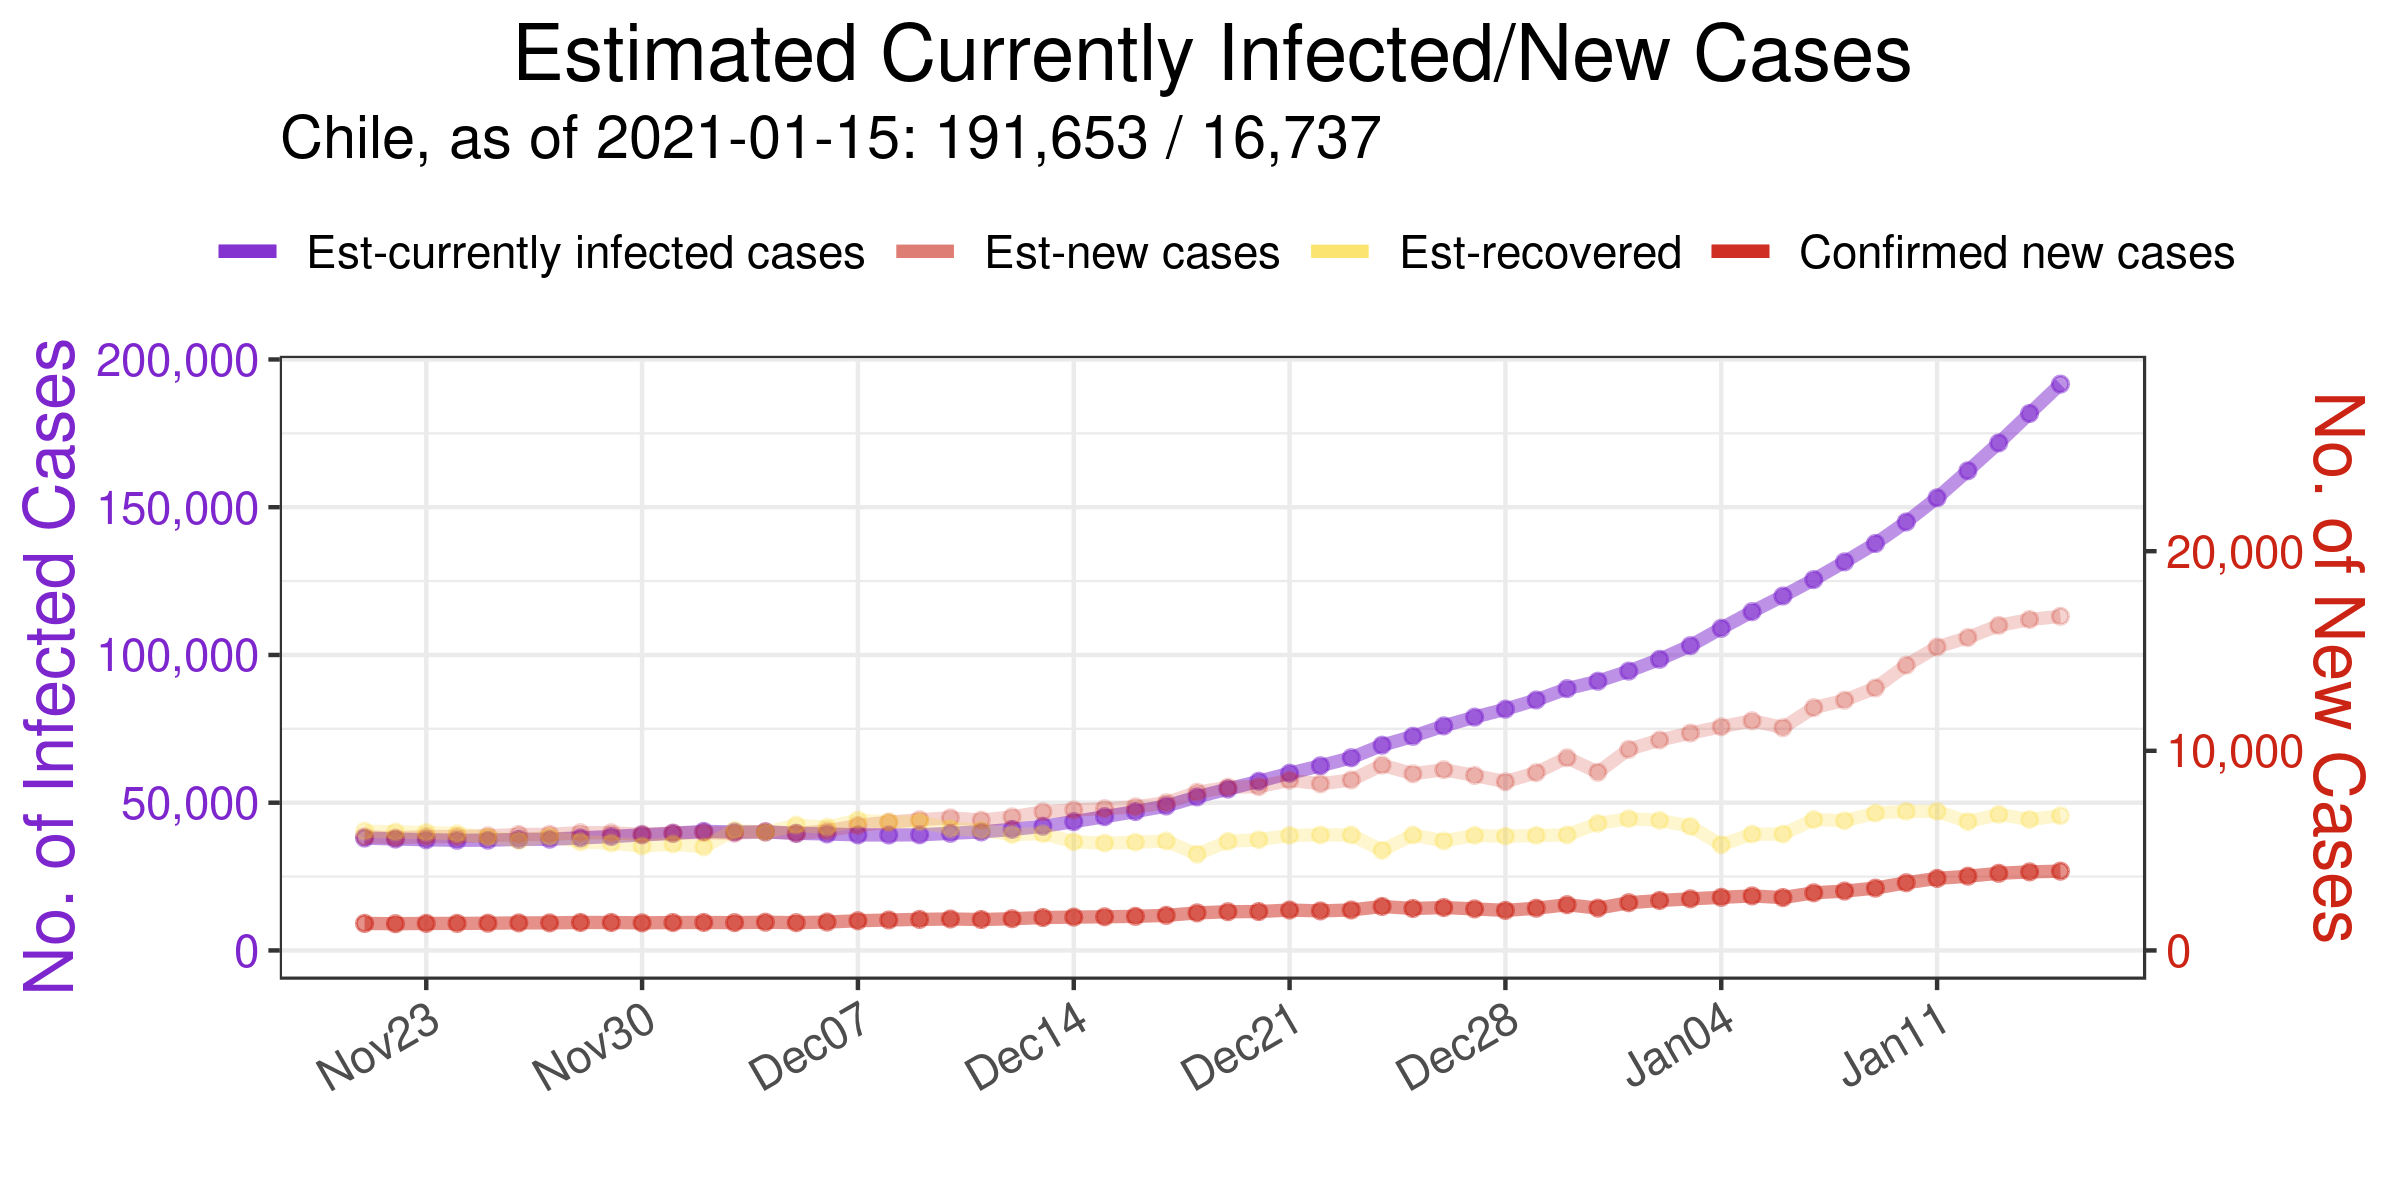 Estimated Currently Infected/New Cases
Chile, as of 2021-01-15: 191,653 / 16,737
Est-currently infected cases Est-new cases Est-recovered Confirmed new cases
No. of Infected Cases
200,000
150,000
100,000
50,000
0
20,000
10,000
0
No. of New Cases
Nov23 Nov30 Dec07 Dec14 Dec21 Dec28 Jan04 Jan11